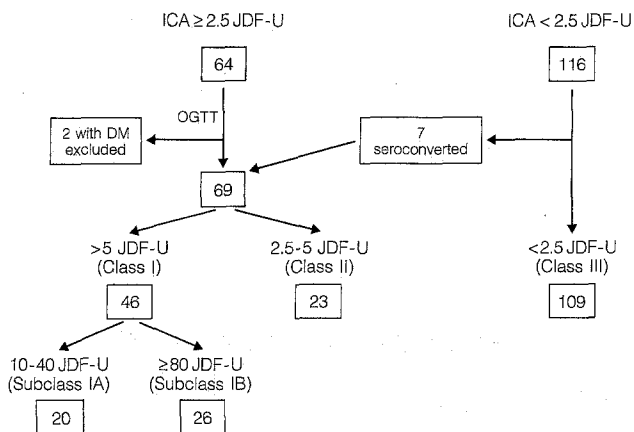 ICA ≥ 2.5 JDF-U
ICA < 2.5 JDF-U
64
116
OGTT
2 with DM
excluded
7
seroconverted
69
>5 JDF-U
(Class I)
2.5-5 JDF-U
(Class Ii)
<2.5 JDF-U
(Class III)
46
23
109
10-40 JDF-U
(Subclass IA)
≥80 JDF-U
(Subclass IB)
20
26